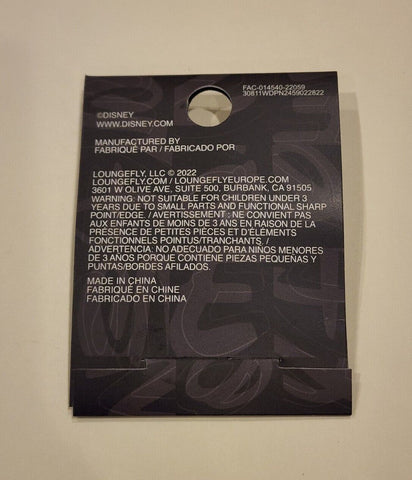 FAC-014540-22059
30811WDPN2459022822
©DISNEY
WWW.DISNEY.COM
MANUFACTURED BY
FABRIQUÉ PAR / FABRICADO POR
LOUNGEFLY, LLC © 2022
LOUNGEFLY.COM / LOUNGEFLYEUROPE.COM
3601 W OLIVE AVE, SUITE 500, BURBANK, CA 91505
WARNING: NOT SUITABLE FOR CHILDREN UNDER 3
YEARS DUE TO SMALL PARTS AND FUNCTIONAL SHARP
POINT/EDGE. / AVERTISSEMENT : NE CONVIENT PAS
AUX ENFANTS DE MOINS DE 3 ANS EN RAISON DE LA
PRÉSENCE DE PETITES PIÈCES ET D'ÉLÉMENTS
FONCTIONNELS POINTUS/TRANCHANTS. /
ADVERTENCIA: NO ADECUADO PARA NIÑOS MENORES
DE 3 AÑOS PORQUE CONTIENE PIEZAS PEQUEÑAS Y
PUNTAS/BORDES AFILADOS.
MADE IN CHINA
FABRIQUÉ EN CHINE
FABRICADO EN CHINA